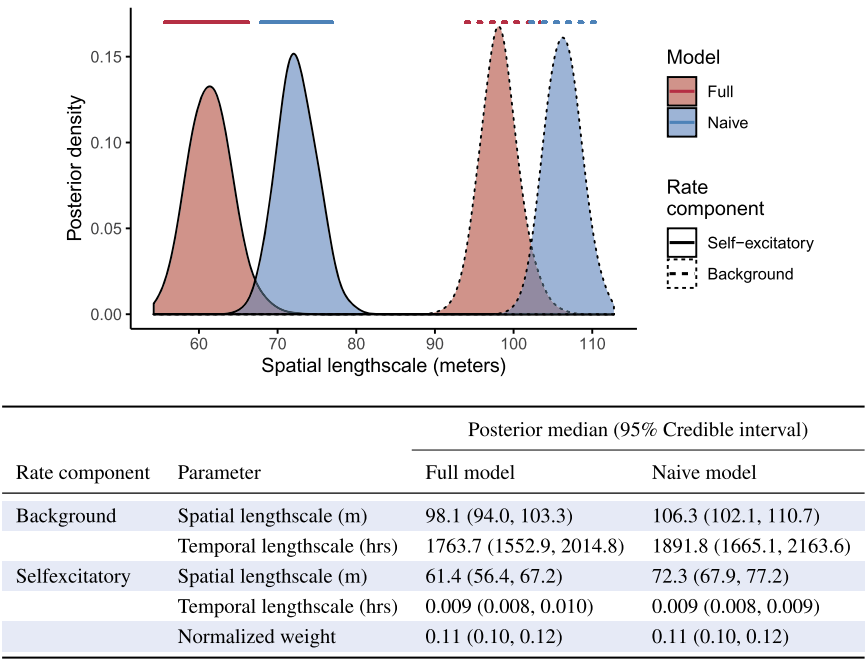 Posterior density
0.15
0.10
0.05
0.00
60 70 80 90 100 110
Spatial lengthscale (meters)
Model
Full
Naive
Rate
component
Self−excitatory
Background
Posterior median (95% Credible interval)
Rate component Parameter Full model Naive model
Background Spatial lengthscale (m) 98.1 (94.0, 103.3) 106.3 (102.1, 110.7)
Temporal lengthscale (hrs) 1763.7 (1552.9, 2014.8) 1891.8 (1665.1, 2163.6)
Selfexcitatory Spatial lengthscale (m) 61.4 (56.4, 67.2) 72.3 (67.9, 77.2)
Temporal lengthscale (hrs) 0.009 (0.008, 0.010) 0.009 (0.008, 0.009)
Normalized weight 0.11 (0.10, 0.12) 0.11 (0.10, 0.12)